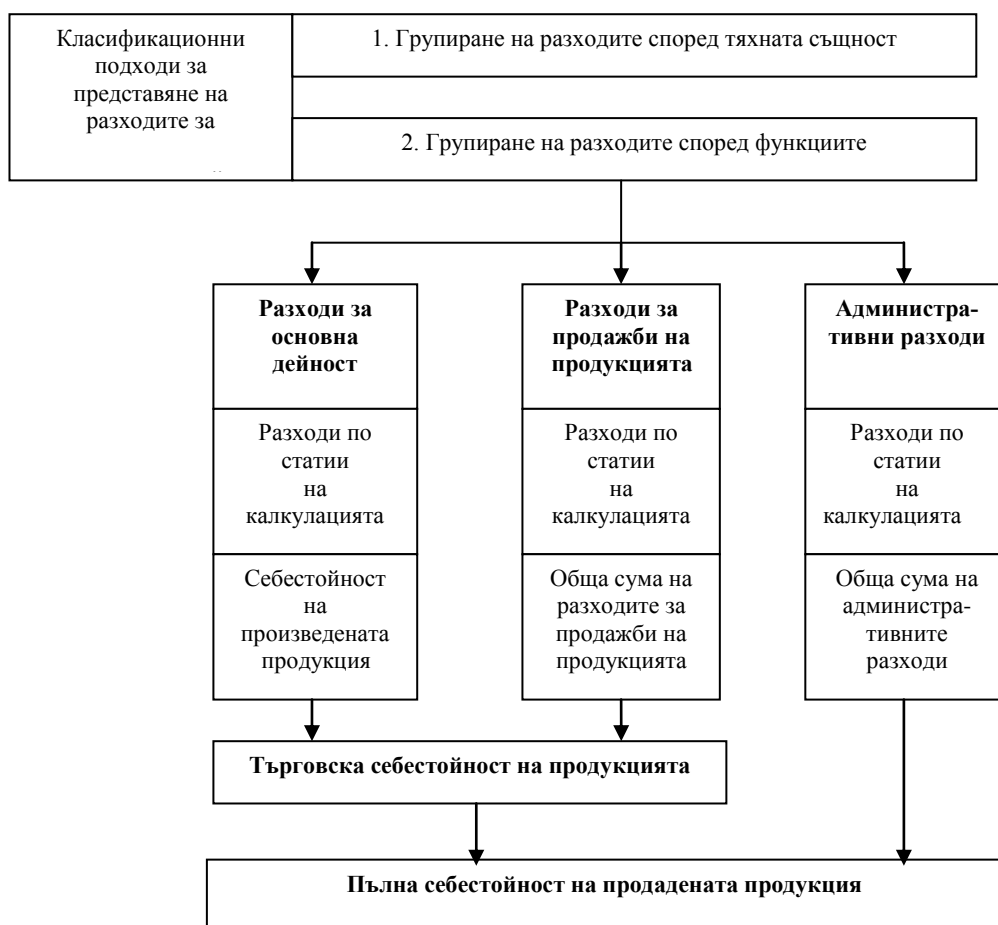 Класификационни
подходи за
представяне на
разходите за
1. Групиране на разходите според тяхната същност
2. Групиране на разходите според функциите
Разходи за
основна
дейност
Разходи за
продажби на
продукцията
Администра-
тивни разходи
Разходи по
статии
на
калкулацията
Разходи по
статии
на
калкулацията
Разходи по
статии
на
калкулацията
Себестойност
на
произведената
продукция
Обща сума на
разходите за
продажби на
продукцията
Обща сума на
администра-
тивните
разходи
Търговска себестойност на продукцията
Пълна себестойност на продадената продукция